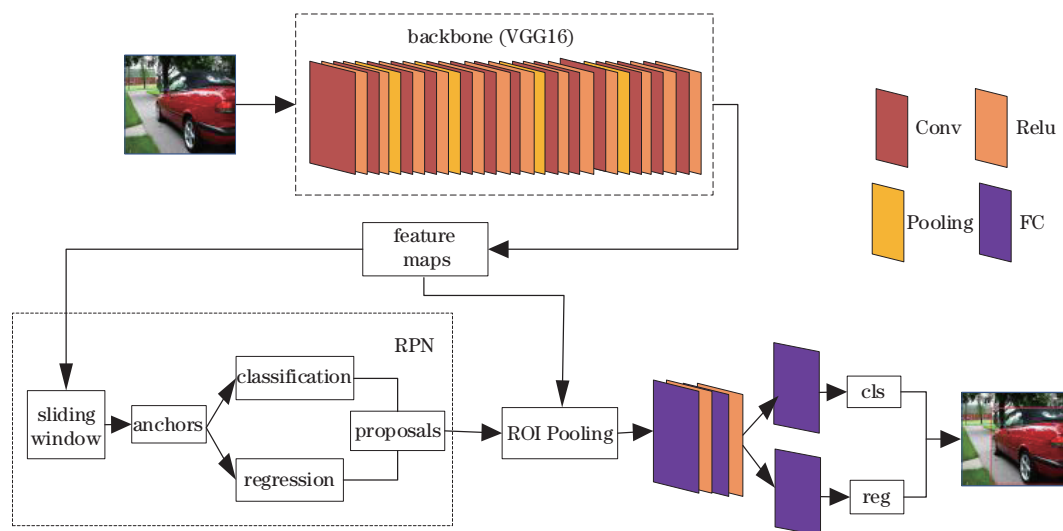 backbone (VGG16)
Conv
Relu
Pooling
FC
feature
maps
RPN
sliding
window
anchors
classification
regression
proposals
ROI Pooling
cls
reg